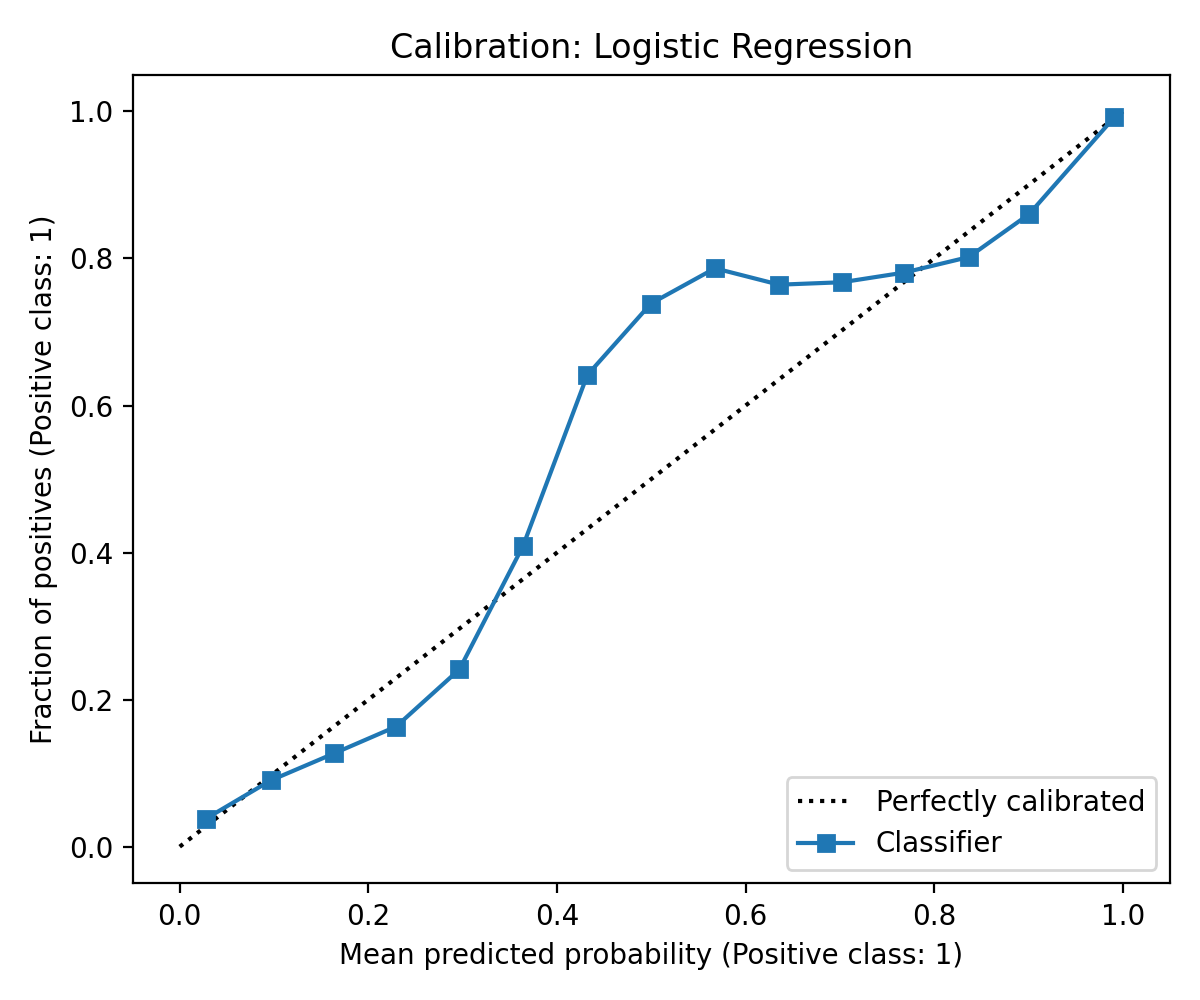 Calibration: Logistic Regression
1.0
0.8
0.6
0.4
0.2
0.0
Fraction of positives (Positive class: 1)
Perfectly calibrated
Classifier
0.0 0.2 0.4 0.6 0.8 1.0
Mean predicted probability (Positive class: 1)